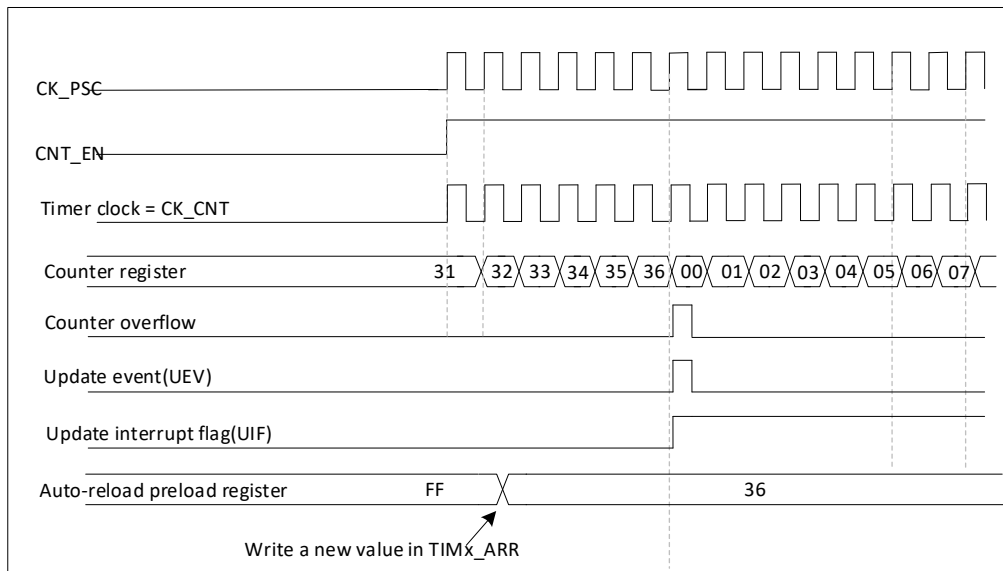 CK_PSC
CNT_EN
Timer clock = CK_CNT
Counter register 31 32 33 34 35 36 00 01 02 03 04 05 06 07
Counter overflow
Update event(UEV)
Update interrupt flag(UIF)
Auto-reload preload register FF 36
Write a new value in TIMx_ARR